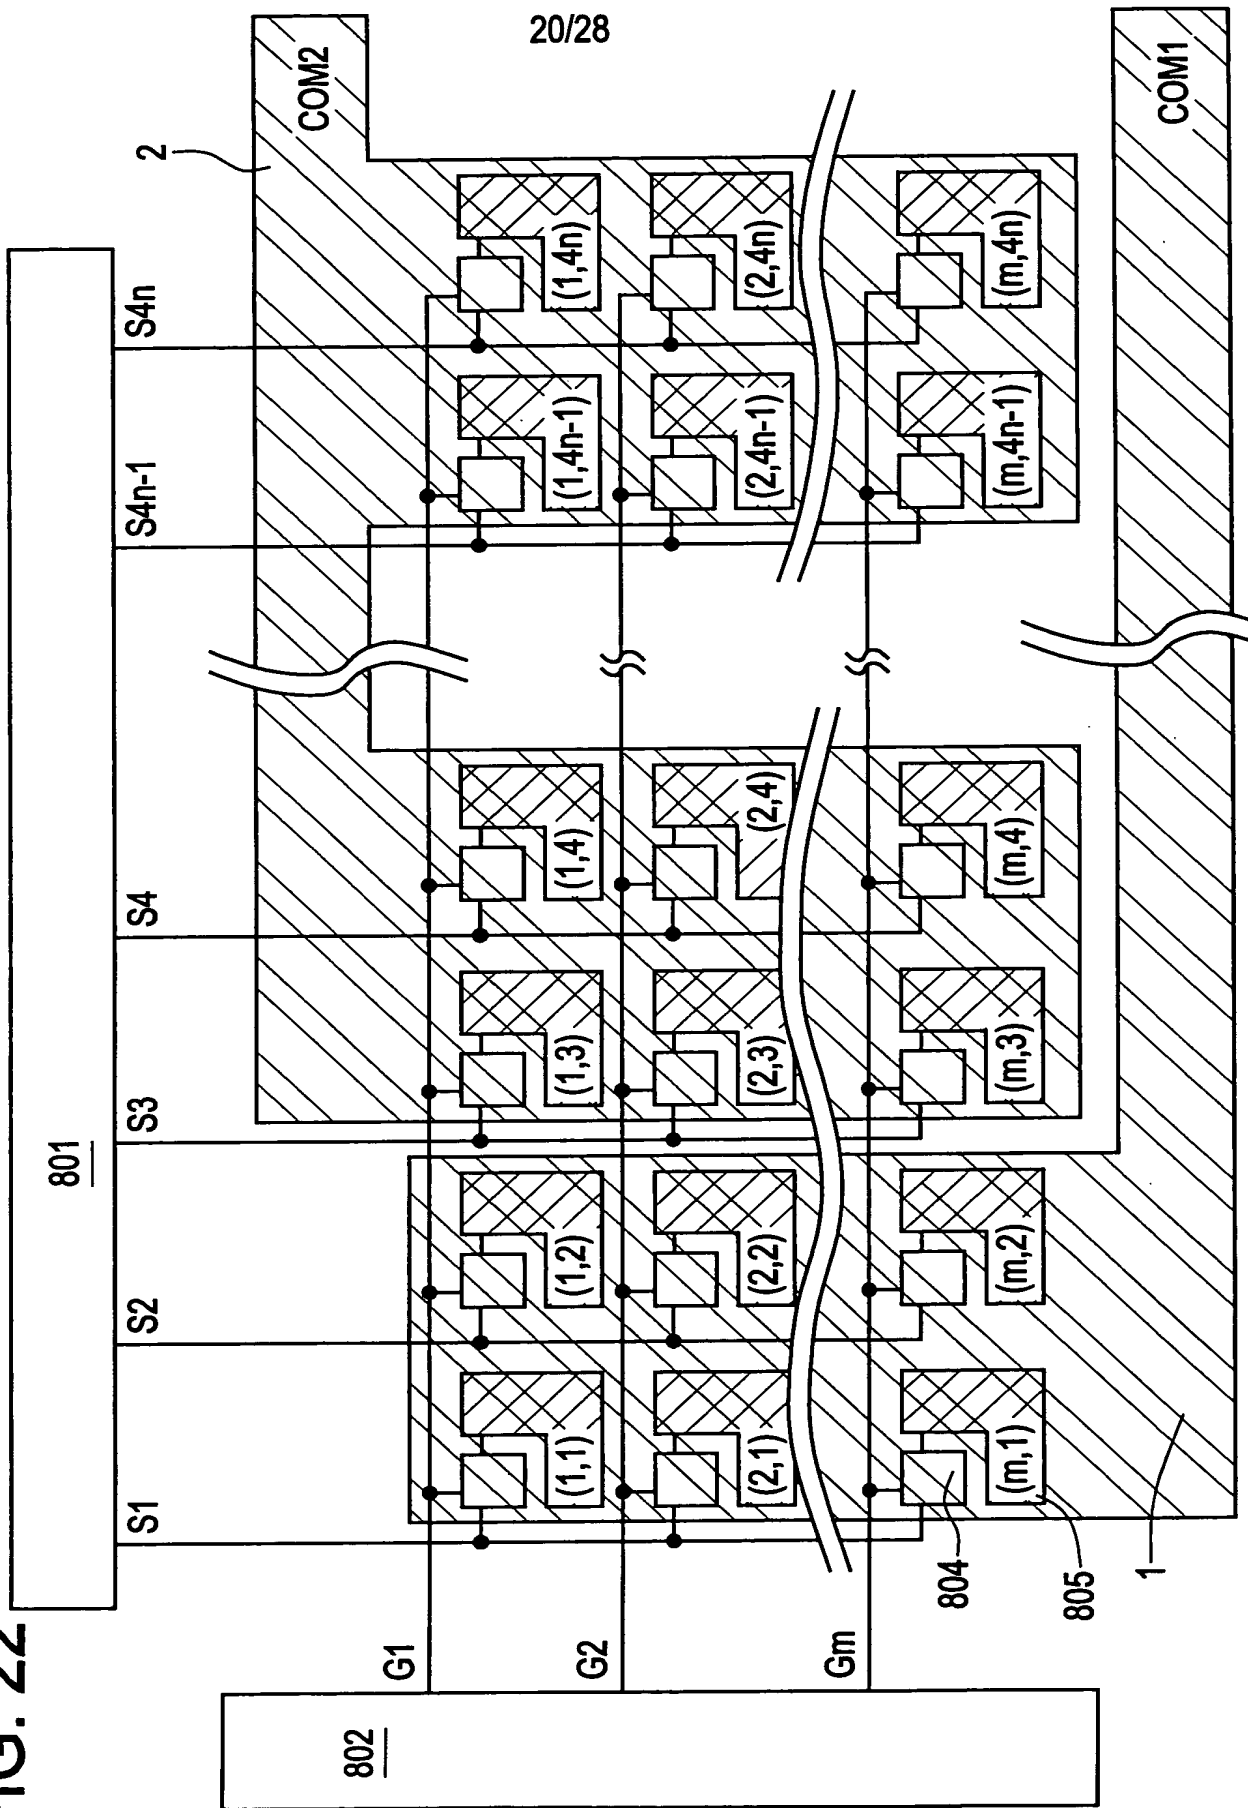 20/28
FIG. 22
801
S1
S2
S3
S4
S4n-1
S4n
2
COM2
802
G1
(1,1)
(1,2)
(1,3)
(1,4)
(1,4n-1)
(1,4n)
G2
(2,1)
(2,2)
(2,3)
(2,4)
(2,4n-1)
(2,4n)
Gm
(m,1)
(m,2)
(m,3)
(m,4)
(m,4n-1)
(m,4n)
804
805
1
COM1